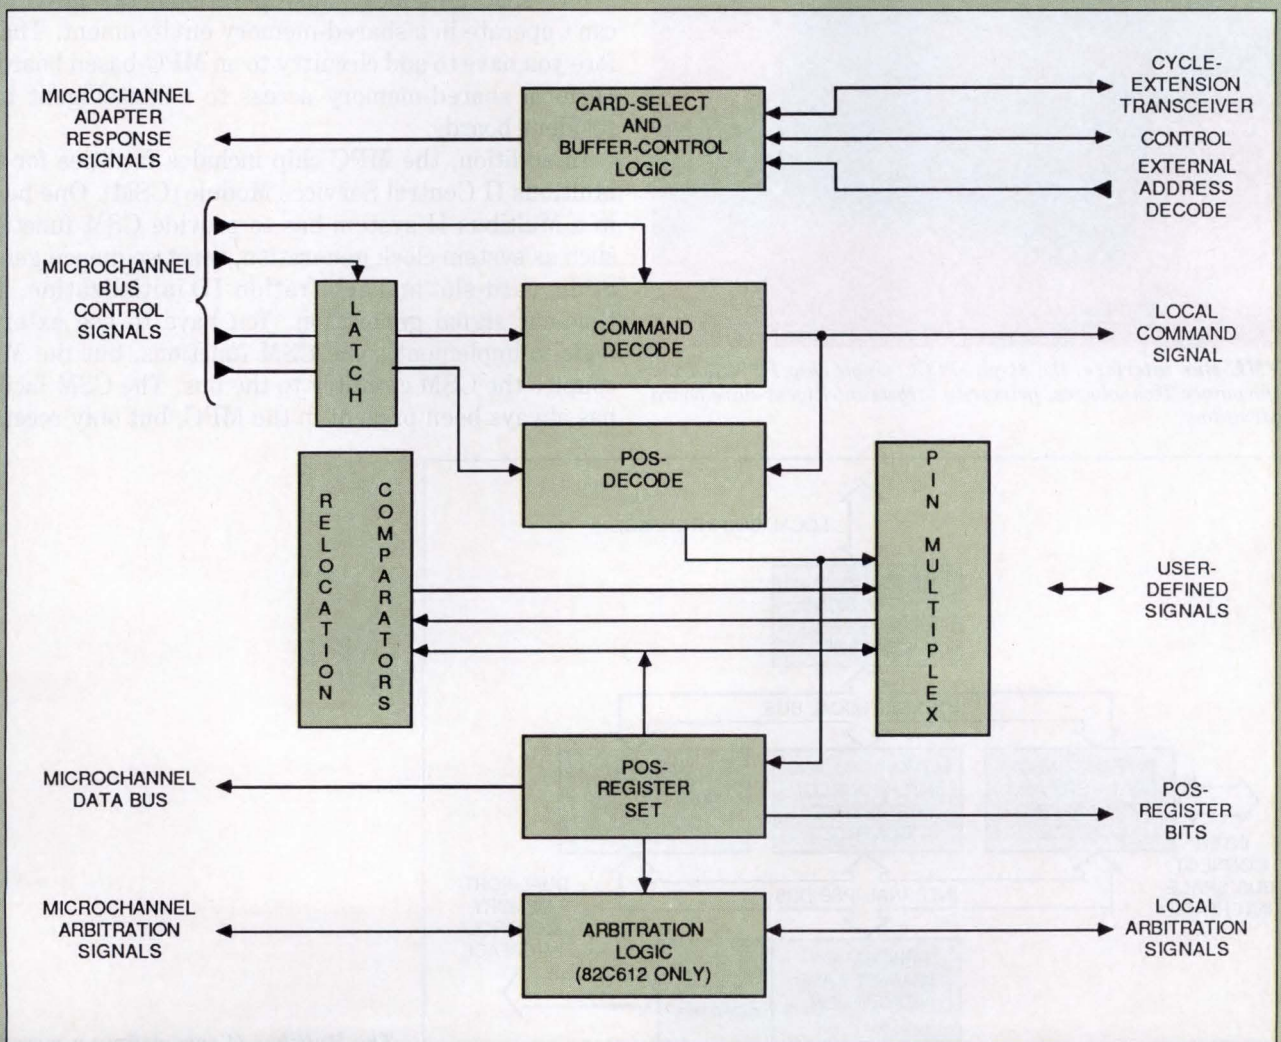 MICROCHANNEL
ADAPTER
RESPONSE
SIGNALS
CARD-SELECT
AND
BUFFER-CONTROL
LOGIC
CYCLE-
EXTENSION
TRANSCEIVER
CONTROL
EXTERNAL
ADDRESS
DECODE
MICROCHANNEL
BUS
CONTROL
SIGNALS
LATCH
COMMAND
DECODE
LOCAL
COMMAND
SIGNAL
POS-
DECODE
RELOCATION
COMPARATORS
PIN MULTIPLEX
USER-
DEFINED
SIGNALS
MICROCHANNEL
DATA BUS
POS-
REGISTER
SET
POS-
REGISTER
BITS
MICROCHANNEL
ARBITRATION
SIGNALS
ARBITRATION
LOGIC
(82C612 ONLY)
LOCAL
ARBITRATION
SIGNALS